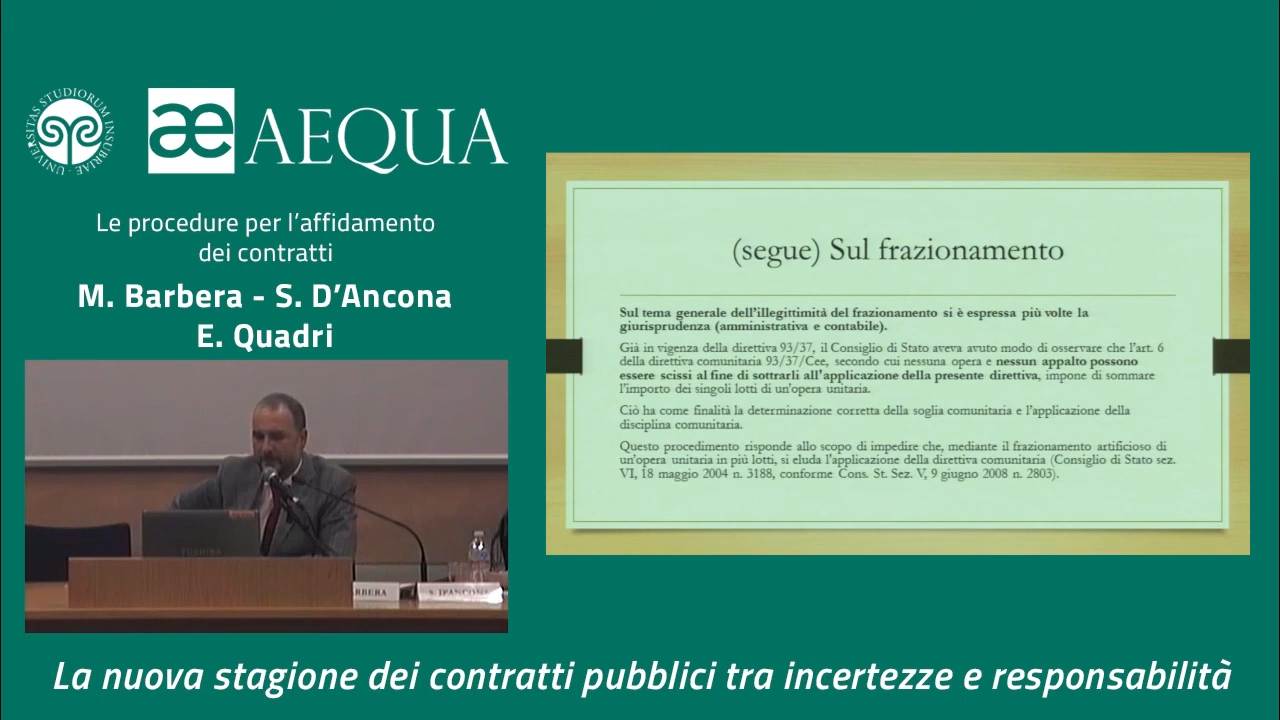 UNIVERSITAS STUDIORUM INSUBRIAE
æ AEQUA
Le procedure per l’affidamento
dei contratti
M. Barbera - S. D’Ancona
E. Quadri
TOSHIBA
RBERA
S. D'ANCONA
(segue) Sul frazionamento
Sul tema generale dell’illegittimità del frazionamento si è espressa più volte la
giurisprudenza (amministrativa e contabile).
Già in vigenza della direttiva 93/37, il Consiglio di Stato aveva avuto modo di osservare che l’art. 6
della direttiva comunitaria 93/37/Cee, secondo cui nessuna opera e nessun appalto possono
essere scissi al fine di sottrarli all’applicazione della presente direttiva, impone di sommare
l’importo dei singoli lotti di un’opera unitaria.
Ciò ha come finalità la determinazione corretta della soglia comunitaria e l’applicazione della
disciplina comunitaria.
Questo procedimento risponde allo scopo di impedire che, mediante il frazionamento artificioso di
un’opera unitaria in più lotti, si eluda l’applicazione della direttiva comunitaria (Consiglio di Stato sez.
VI, 18 maggio 2004 n. 3188, conforme Cons. St. Sez. V, 9 giugno 2008 n. 2803).
La nuova stagione dei contratti pubblici tra incertezze e responsabilità